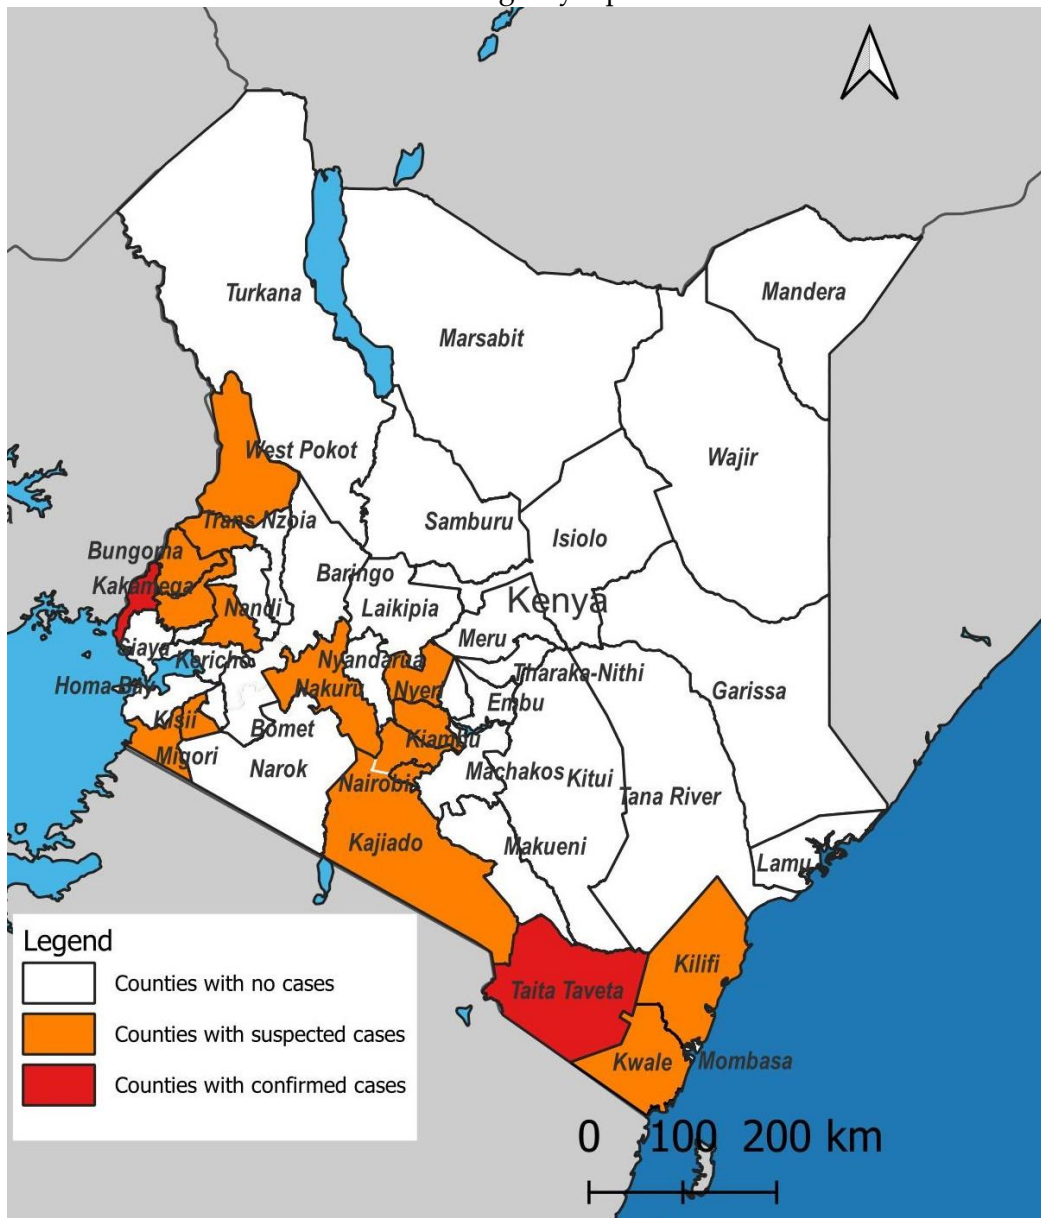 Turkana
Mandera
Marsabit
West Pokot
Wajir
Trans Nzoia
Samburu
Isiolo
Bungoma
Baringo
Kakamega
Nandi
Laikipia
Kenya
Meru
Siaya
Kericho
Nyandarua
Tharaka-Nithi
Homa Bay
Nakuru
Nyeri
Embu
Garissa
Kisii
Bomet
Kiambu
Migori
Narok
Nairobi
Machakos
Kitui
Tana River
Kajiado
Makueni
Lamu
Legend
Counties with no cases
Counties with suspected cases
Counties with confirmed cases
Kilifi
Taita Taveta
Kwale
Mombasa
0 100 200 km